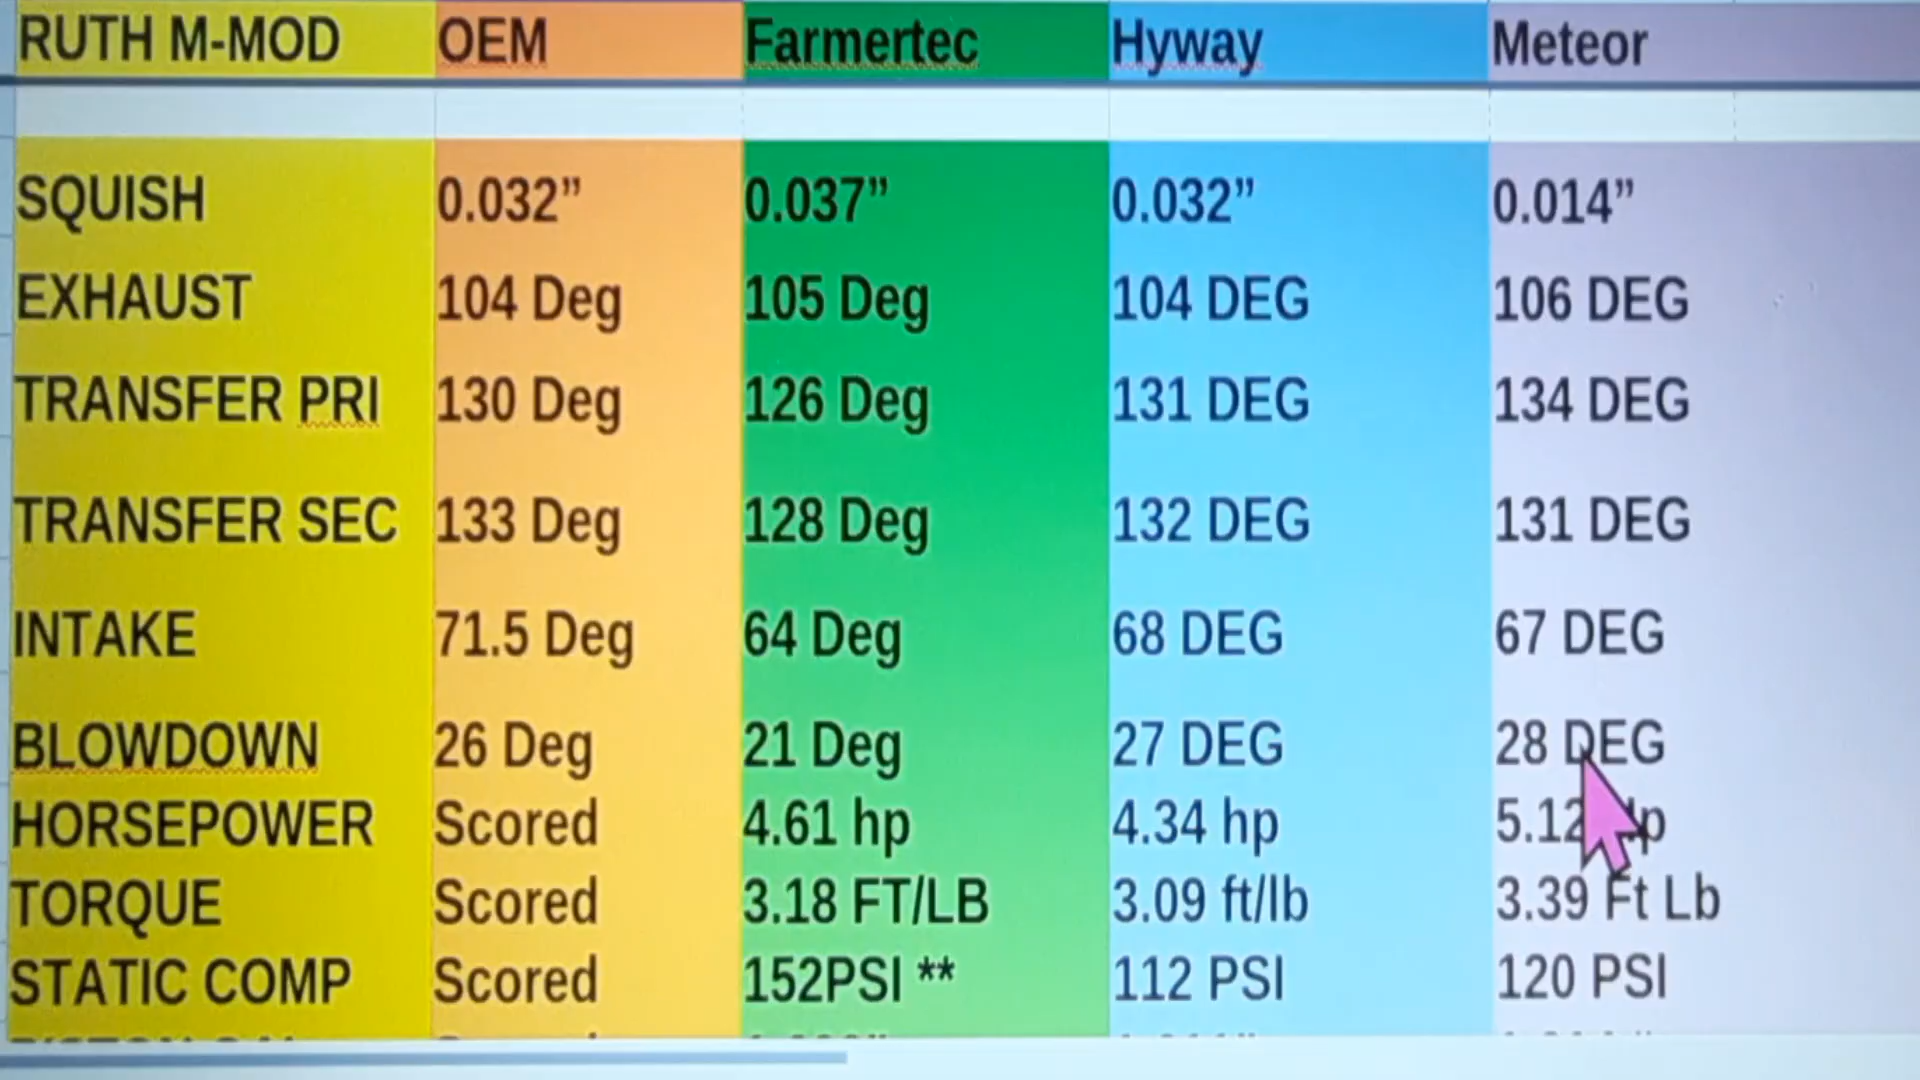 RUTH M-MOD OEM Farmertec Hyway Meteor
SQUISH 0.032” 0.037” 0.032” 0.014”
EXHAUST 104 Deg 105 Deg 104 DEG 106 DEG
TRANSFER PRI 130 Deg 126 Deg 131 DEG 134 DEG
TRANSFER SEC 133 Deg 128 Deg 132 DEG 131 DEG
INTAKE 71.5 Deg 64 Deg 68 DEG 67 DEG
BLOWDOWN 26 Deg 21 Deg 27 DEG 28 DEG
HORSEPOWER Scored 4.61 hp 4.34 hp 5.12 Hp
TORQUE Scored 3.18 FT/LB 3.09 ft/lb 3.39 Ft Lb
STATIC COMP Scored 152PSI ** 112 PSI 120 PSI